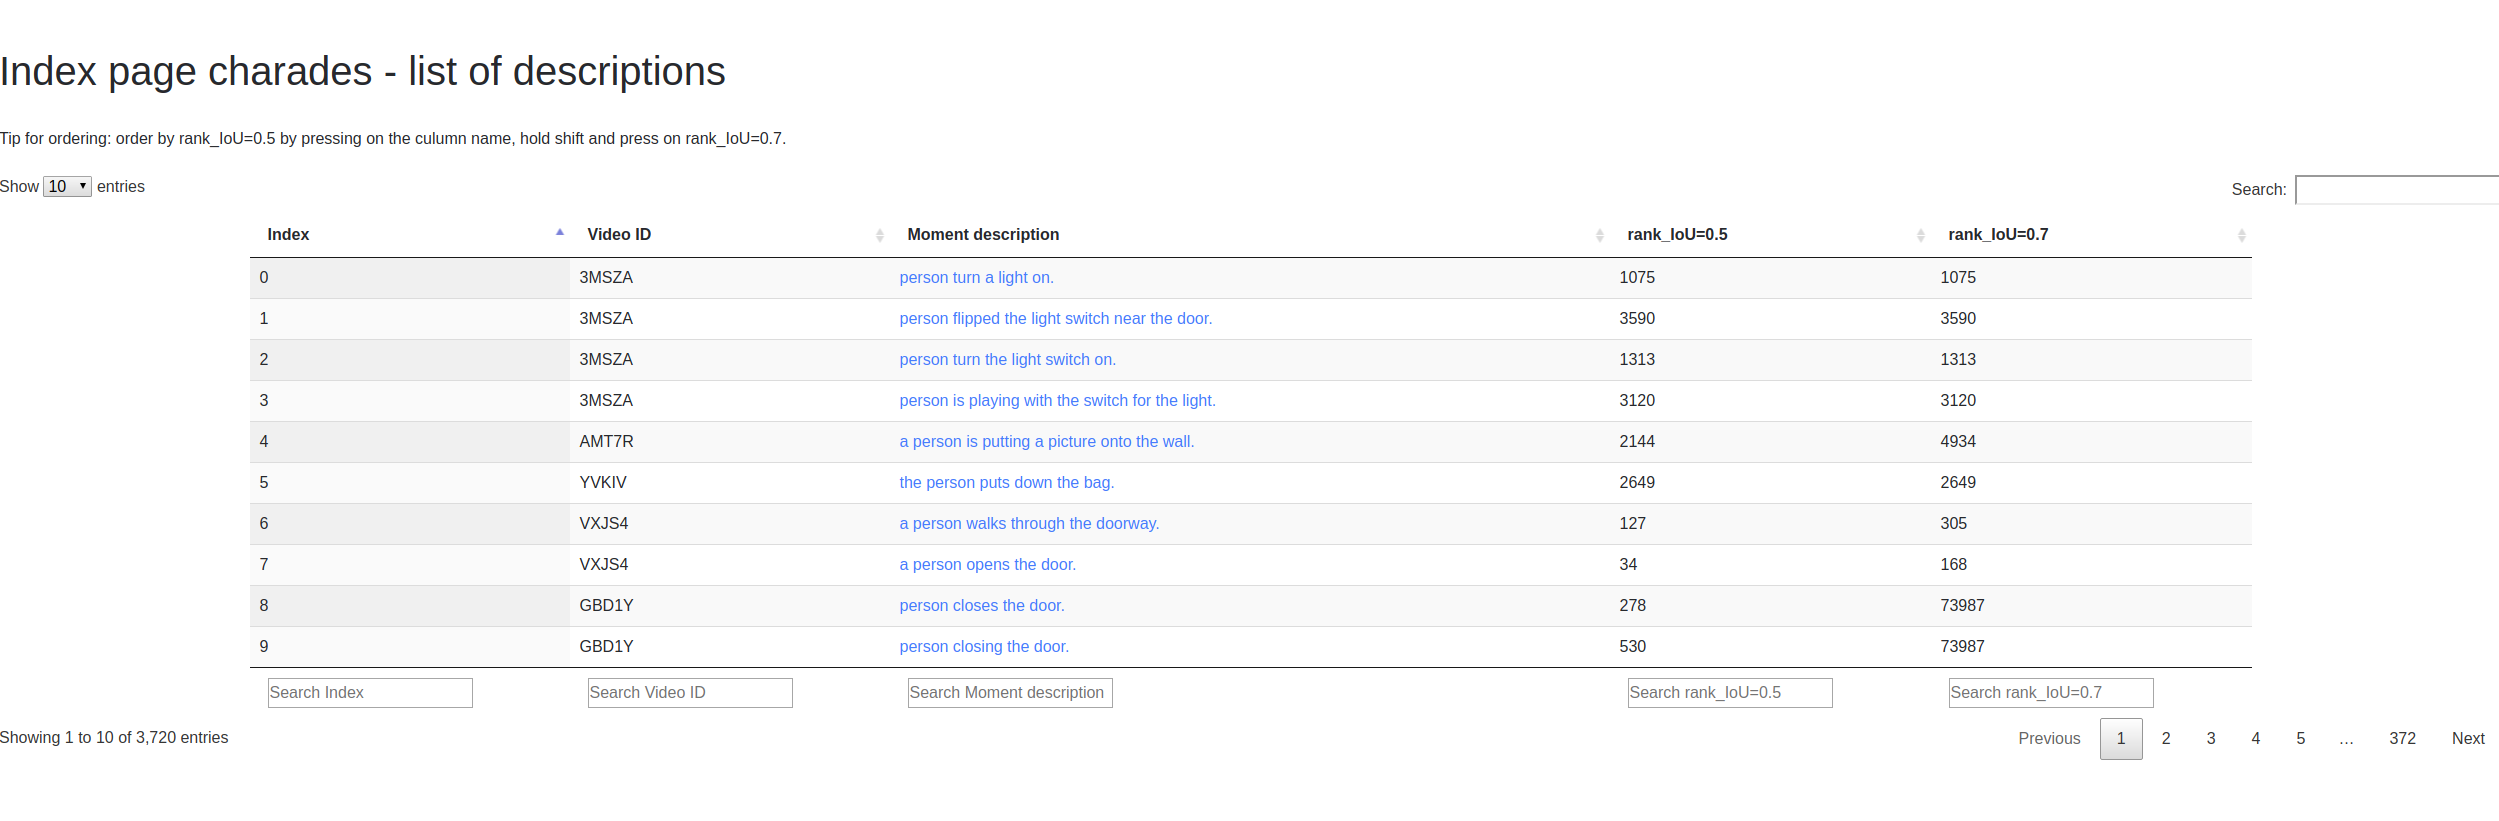 Index page charades - list of descriptions
Tip for ordering: order by rank_IoU=0.5 by pressing on the culumn name, hold shift and press on rank_IoU=0.7.
Show 10 entries Search:
Index Video ID Moment description rank_IoU=0.5 rank_IoU=0.7
0 3MSZA person turn a light on. 1075 1075
1 3MSZA person flipped the light switch near the door. 3590 3590
2 3MSZA person turn the light switch on. 1313 1313
3 3MSZA person is playing with the switch for the light. 3120 3120
4 AMT7R a person is putting a picture onto the wall. 2144 4934
5 YVKIV the person puts down the bag. 2649 2649
6 VXJS4 a person walks through the doorway. 127 305
7 VXJS4 a person opens the door. 34 168
8 GBD1Y person closes the door. 278 73987
9 GBD1Y person closing the door. 530 73987
Search Index Search Video ID Search Moment description Search rank_IoU=0.5 Search rank_IoU=0.7
Showing 1 to 10 of 3,720 entries Previous 1 2 3 4 5 … 372 Next